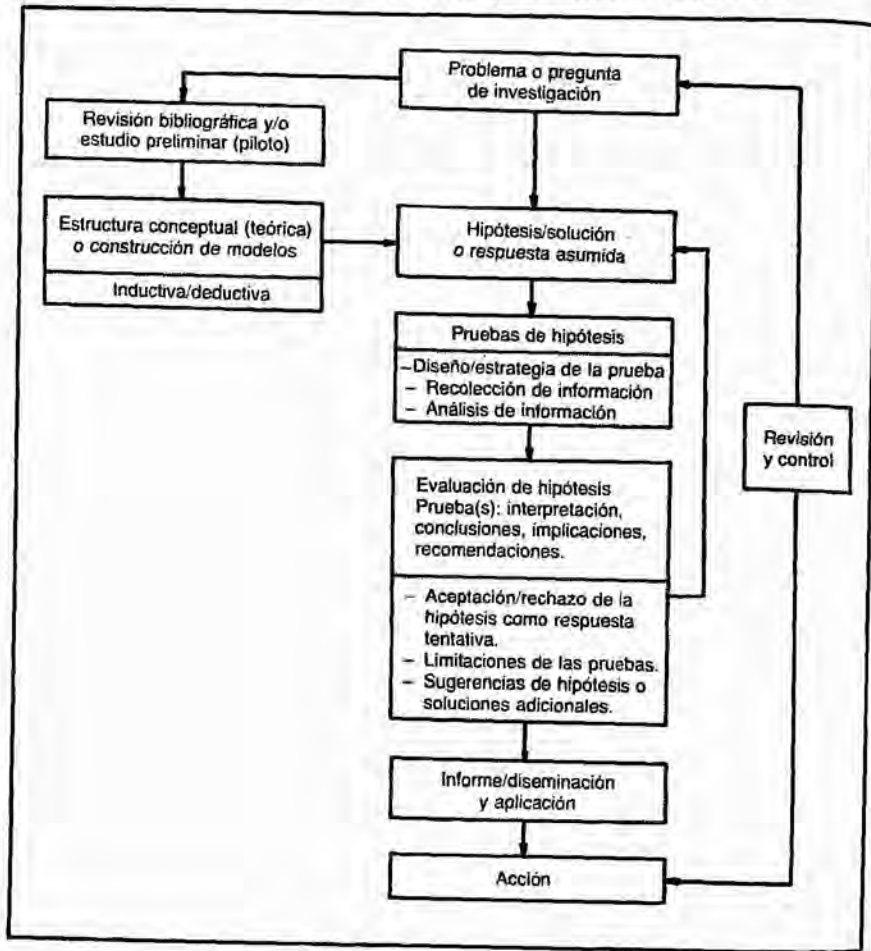 Problema o pregunta
de investigación
Revisión bibliográfica y/o
estudio preliminar (piloto)
Estructura conceptual (teórica)
o construcción de modelos
Inductiva/deductiva
Hipótesis/solución
o respuesta asumida
Pruebas de hipótesis
–Diseño/estrategia de la prueba
– Recolección de información
– Análisis de información
Revisión
y control
Evaluación de hipótesis
Prueba(s): interpretación,
conclusiones, implicaciones,
recomendaciones.
– Aceptación/rechazo de la
hipótesis como respuesta
tentativa.
– Limitaciones de las pruebas.
– Sugerencias de hipótesis o
soluciones adicionales.
Informe/diseminación
y aplicación
Acción